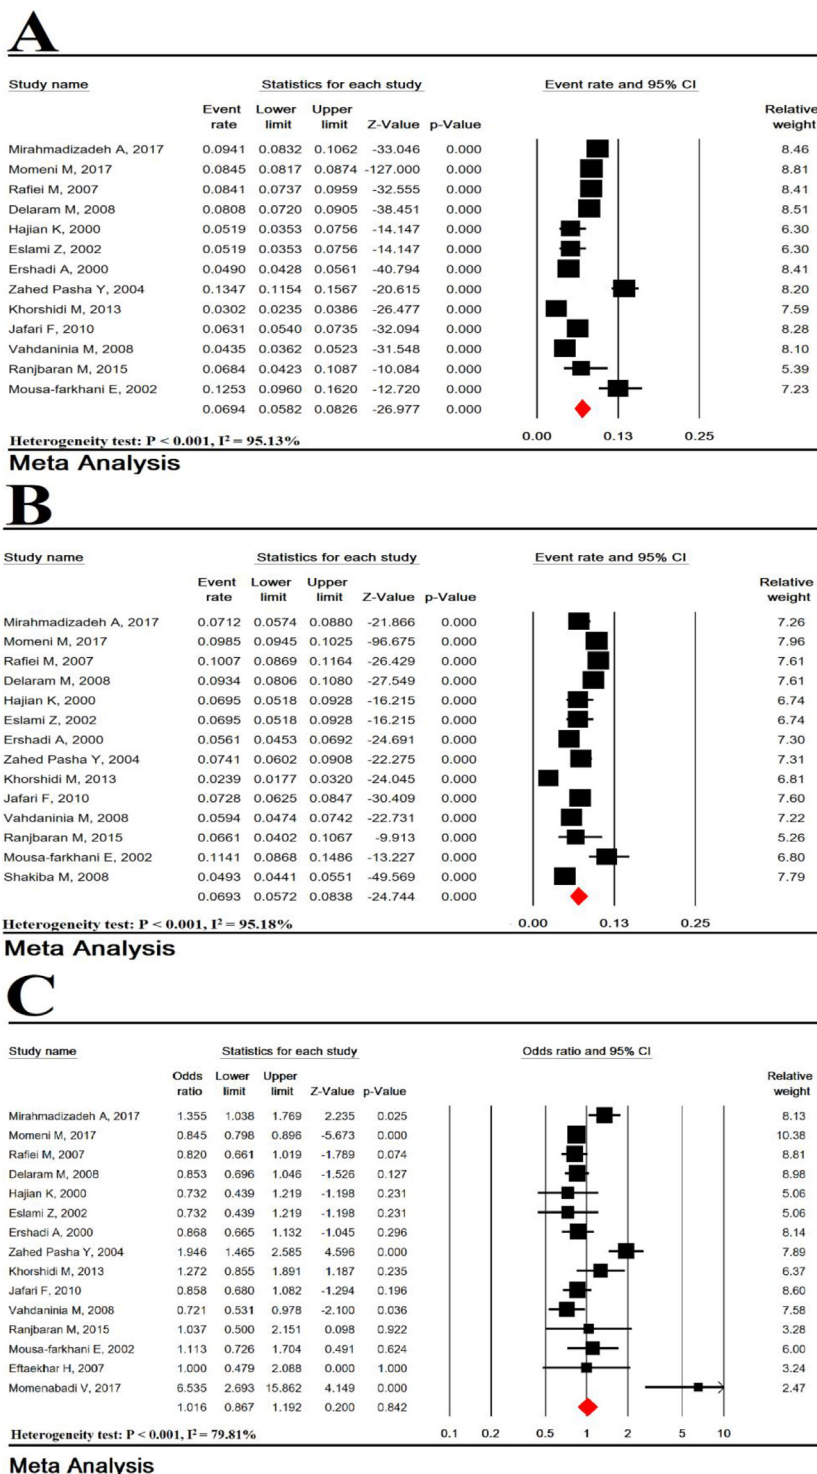 A
Study name Statistics for each study Event rate and 95% CI
Event Lower Upper Relative
rate limit limit Z-Value p-Value weight
Mirahmadizadeh A, 2017 0.0941 0.0832 0.1062 -33.046 0.000 8.46
Momeni M, 2017 0.0845 0.0817 0.0874 -127.000 0.000 8.81
Rafiei M, 2007 0.0841 0.0737 0.0959 -32.555 0.000 8.41
Delaram M, 2008 0.0808 0.0720 0.0905 -38.451 0.000 8.51
Hajian K, 2000 0.0519 0.0353 0.0756 -14.147 0.000 6.30
Eslami Z, 2002 0.0519 0.0353 0.0756 -14.147 0.000 6.30
Ershadi A, 2000 0.0490 0.0428 0.0561 -40.794 0.000 8.41
Zahed Pasha Y, 2004 0.1347 0.1154 0.1567 -20.615 0.000 8.20
Khorshidi M, 2013 0.0302 0.0235 0.0386 -26.477 0.000 7.59
Jafari F, 2010 0.0631 0.0540 0.0735 -32.094 0.000 8.28
Vahdaninia M, 2008 0.0435 0.0362 0.0523 -31.548 0.000 8.10
Ranjbaran M, 2015 0.0684 0.0423 0.1087 -10.084 0.000 5.39
Mousa-farkhani E, 2002 0.1253 0.0960 0.1620 -12.720 0.000 7.23
0.0694 0.0582 0.0826 -26.977 0.000
Heterogeneity test: P < 0.001, I² = 95.13% 0.00 0.13 0.25
Meta Analysis
B
Study name Statistics for each study Event rate and 95% CI
Event Lower Upper Relative
rate limit limit Z-Value p-Value weight
Mirahmadizadeh A, 2017 0.0712 0.0574 0.0880 -21.866 0.000 7.26
Momeni M, 2017 0.0985 0.0945 0.1025 -96.675 0.000 7.96
Rafiei M, 2007 0.1007 0.0869 0.1164 -26.429 0.000 7.61
Delaram M, 2008 0.0934 0.0806 0.1080 -27.549 0.000 7.61
Hajian K, 2000 0.0695 0.0518 0.0928 -16.215 0.000 6.74
Eslami Z, 2002 0.0695 0.0518 0.0928 -16.215 0.000 6.74
Ershadi A, 2000 0.0561 0.0453 0.0692 -24.691 0.000 7.30
Zahed Pasha Y, 2004 0.0741 0.0602 0.0908 -22.275 0.000 7.31
Khorshidi M, 2013 0.0239 0.0177 0.0320 -24.045 0.000 6.81
Jafari F, 2010 0.0728 0.0625 0.0847 -30.409 0.000 7.60
Vahdaninia M, 2008 0.0594 0.0474 0.0742 -22.731 0.000 7.22
Ranjbaran M, 2015 0.0661 0.0402 0.1067 -9.913 0.000 5.26
Mousa-farkhani E, 2002 0.1141 0.0868 0.1486 -13.227 0.000 6.80
Shakiba M, 2008 0.0493 0.0441 0.0551 -49.569 0.000 7.79
0.0693 0.0572 0.0838 -24.744 0.000
Heterogeneity test: P < 0.001, I² = 95.18% 0.00 0.13 0.25
Meta Analysis
C
Study name Statistics for each study Odds ratio and 95% CI
Odds Lower Upper Relative
ratio limit limit Z-Value p-Value weight
Mirahmadizadeh A, 2017 1.355 1.038 1.769 2.235 0.025 8.13
Momeni M, 2017 0.845 0.798 0.896 -5.673 0.000 10.38
Rafiei M, 2007 0.820 0.661 1.019 -1.789 0.074 8.81
Delaram M, 2008 0.853 0.696 1.046 -1.526 0.127 8.98
Hajian K, 2000 0.732 0.439 1.219 -1.198 0.231 5.06
Eslami Z, 2002 0.732 0.439 1.219 -1.198 0.231 5.06
Ershadi A, 2000 0.868 0.665 1.132 -1.045 0.296 8.14
Zahed Pasha Y, 2004 1.946 1.465 2.585 4.596 0.000 7.89
Khorshidi M, 2013 1.272 0.855 1.891 1.187 0.235 6.37
Jafari F, 2010 0.858 0.680 1.082 -1.294 0.196 8.60
Vahdaninia M, 2008 0.721 0.531 0.978 -2.100 0.036 7.58
Ranjbaran M, 2015 1.037 0.500 2.151 0.098 0.922 3.28
Mousa-farkhani E, 2002 1.113 0.726 1.704 0.491 0.624 6.00
Eftaekhar H, 2007 1.000 0.479 2.088 0.000 1.000 3.24
Momenabadi V, 2017 6.535 2.693 15.862 4.149 0.000 2.47
1.016 0.867 1.192 0.200 0.842
Heterogeneity test: P < 0.001, I² = 79.81% 0.1 0.2 0.5 1 2 5 10
Meta Analysis